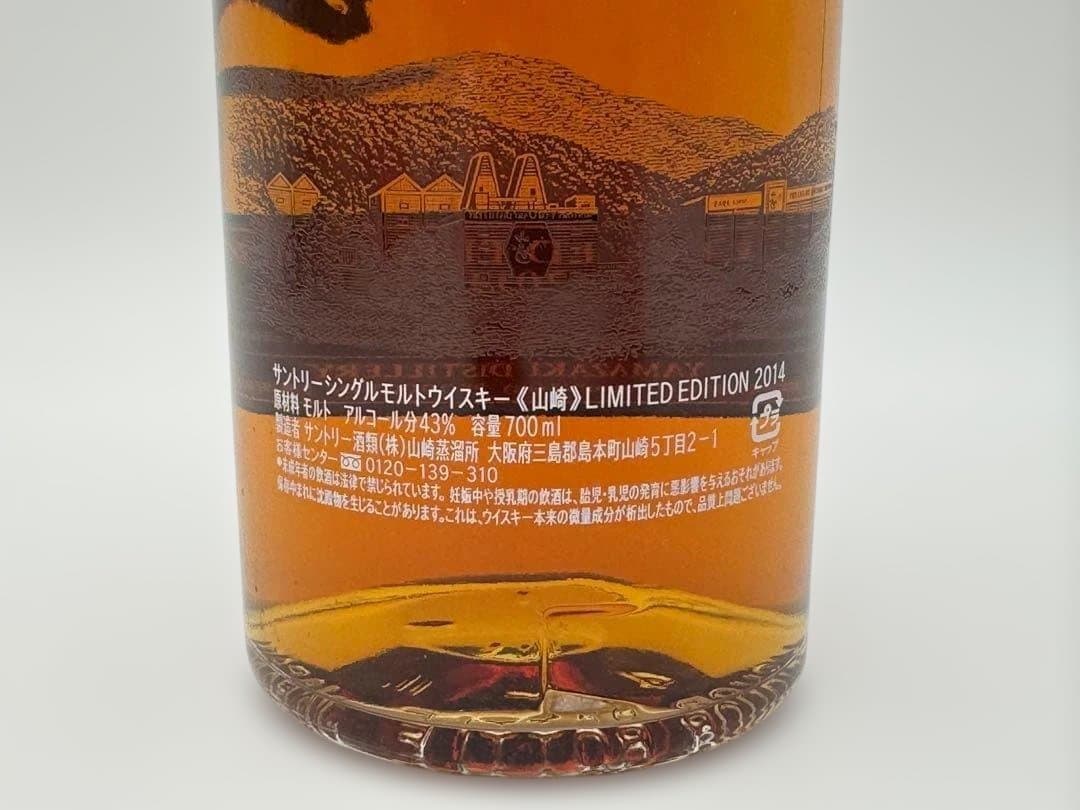 サントリーシングルモルトウイスキー《山崎》LIMITED EDITION 2014
原材料 モルト アルコール分43% 容量700ml
製造者 サントリー酒類(株)山崎蒸溜所 大阪府三島郡島本町山崎5丁目2-1
お客様センター 0120-139-310
プラ
キャップ
●未成年者の飲酒は法律で禁じられています。妊娠中や授乳期の飲酒は、胎児・乳児の発育に悪影響を与えるおそれがあります。
保存中まれに沈殿物を生じることがあります。これは、ウイスキー本来の微量成分が析出したもので、品質上問題ございません。
YAMAZAKI DISTILLERY